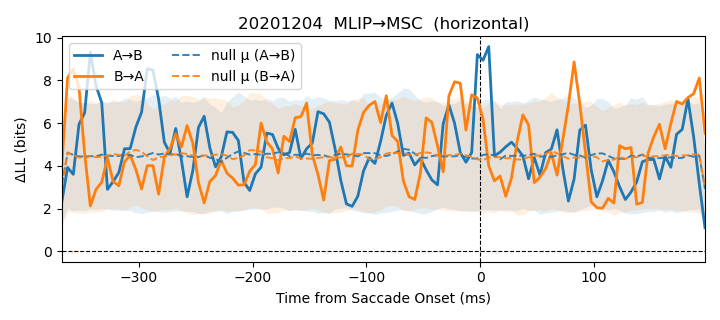 20201204  MLIP→MSC  (horizontal)
ΔLL (bits)
10
8
6
4
2
0
A→B
B→A
null μ (A→B)
null μ (B→A)
−300
−200
−100
0
100
Time from Saccade Onset (ms)